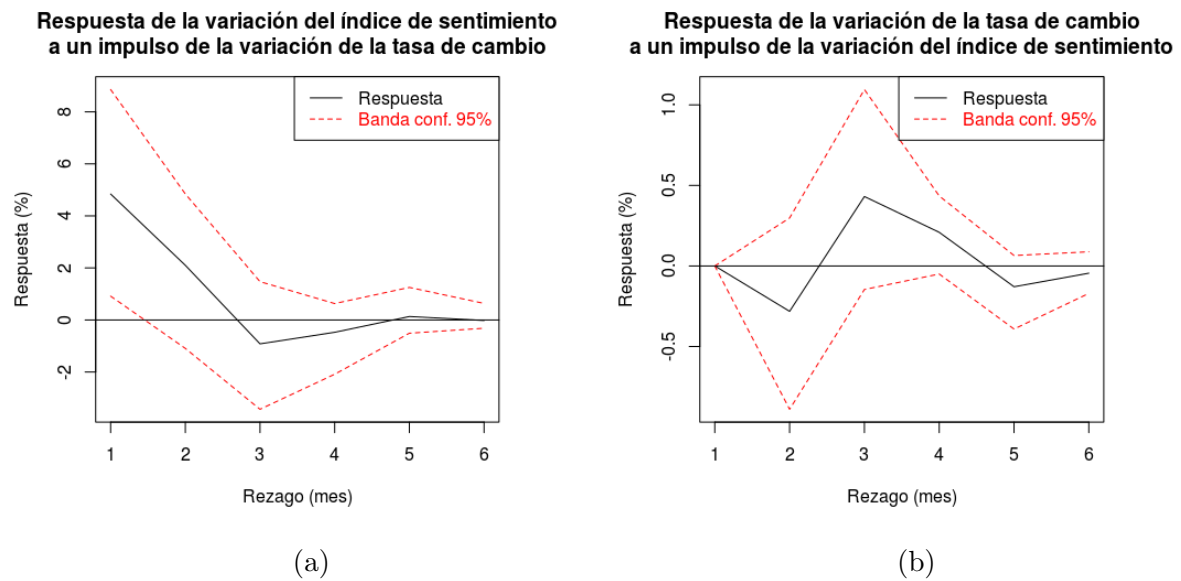 Respuesta de la variación del índice de sentimiento
a un impulso de la variación de la tasa de cambio
Respuesta (%)
8
6
4
2
0
-2
Respuesta
Banda conf. 95%
1 2 3 4 5 6
Rezago (mes)
(a)
Respuesta de la variación de la tasa de cambio
a un impulso de la variación del índice de sentimiento
Respuesta (%)
1.0
0.5
0.0
-0.5
Respuesta
Banda conf. 95%
1 2 3 4 5 6
Rezago (mes)
(b)